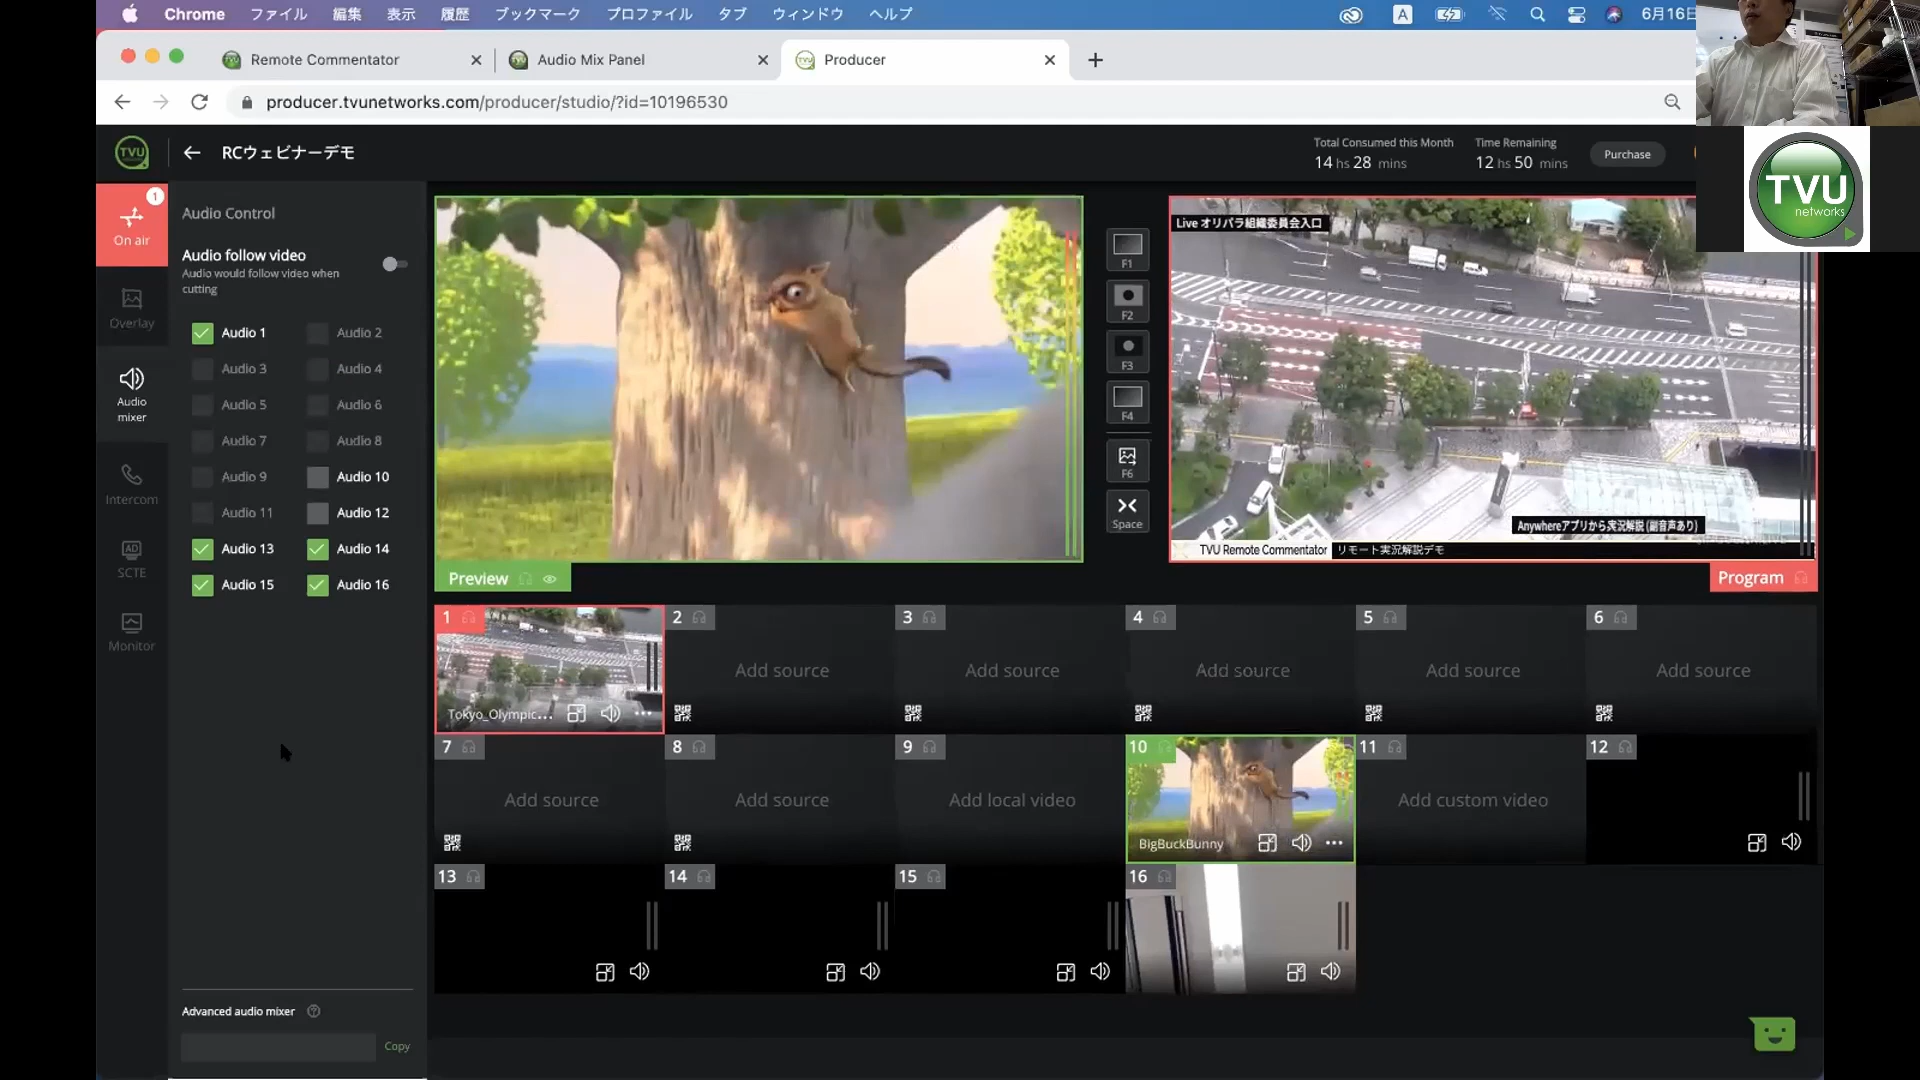 Chrome ファイル 編集 表示 履歴 ブックマーク プロファイル タブ ウィンドウ ヘルプ
A
6月16日
Remote Commentator
Audio Mix Panel
Producer
producer.tvunetworks.com/producer/studio/?id=10196530
TVU
RCウェビナーデモ
Total Consumed this Month
14 hs 28 mins
Time Remaining
12 hs 50 mins
Purchase
TVU
networks
1
On air
Overlay
Audio mixer
Intercom
AD
SCTE
Monitor
Audio Control
Audio follow video
Audio would follow video when
cutting
Audio 1 Audio 2
Audio 3 Audio 4
Audio 5 Audio 6
Audio 7 Audio 8
Audio 9 Audio 10
Audio 11 Audio 12
Audio 13 Audio 14
Audio 15 Audio 16
Advanced audio mixer
Copy
Preview
F1
F2
F3
F4
F6
Space
Live オリパラ組織委員会入口
Anywhereアプリから実況解説 (副音声あり)
TVU Remote Commentator リモート実況解説デモ
Program
1 2 3 4 5 6
Tokyo_Olympic...
Add source
Add source
Add source
Add source
Add source
7 8 9 10 11 12
Add source
Add source
Add local video
BigBuckBunny
Add custom video
13 14 15 16